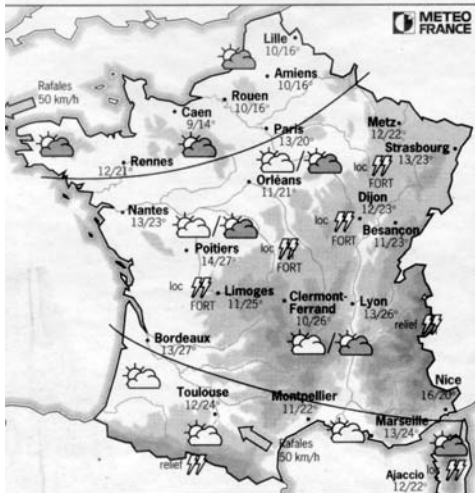 METEO
FRANCE
Lille
10/16°
Amiens
10/16°
Rafales
50 km/h
Rouen
10/16°
Caen
9/14°
Paris
13/20°
Metz
12/22°
Strasbourg
13/23°
Rennes
12/21°
loc
FORT
Orléans
11/21°
Dijon
12/23°
Nantes
13/23°
loc
FORT
Besançon
11/23°
Poitiers
14/27°
loc
FORT
loc
FORT
Limoges
11/25°
Clermont-
Ferrand
10/26°
Lyon
13/26°
relief
Bordeaux
13/27°
Nice
16/20°
Toulouse
12/24°
Montpellier
11/22°
Marseille
13/24°
Rafales
50 km/h
relief
loc
Ajaccio
12/22°